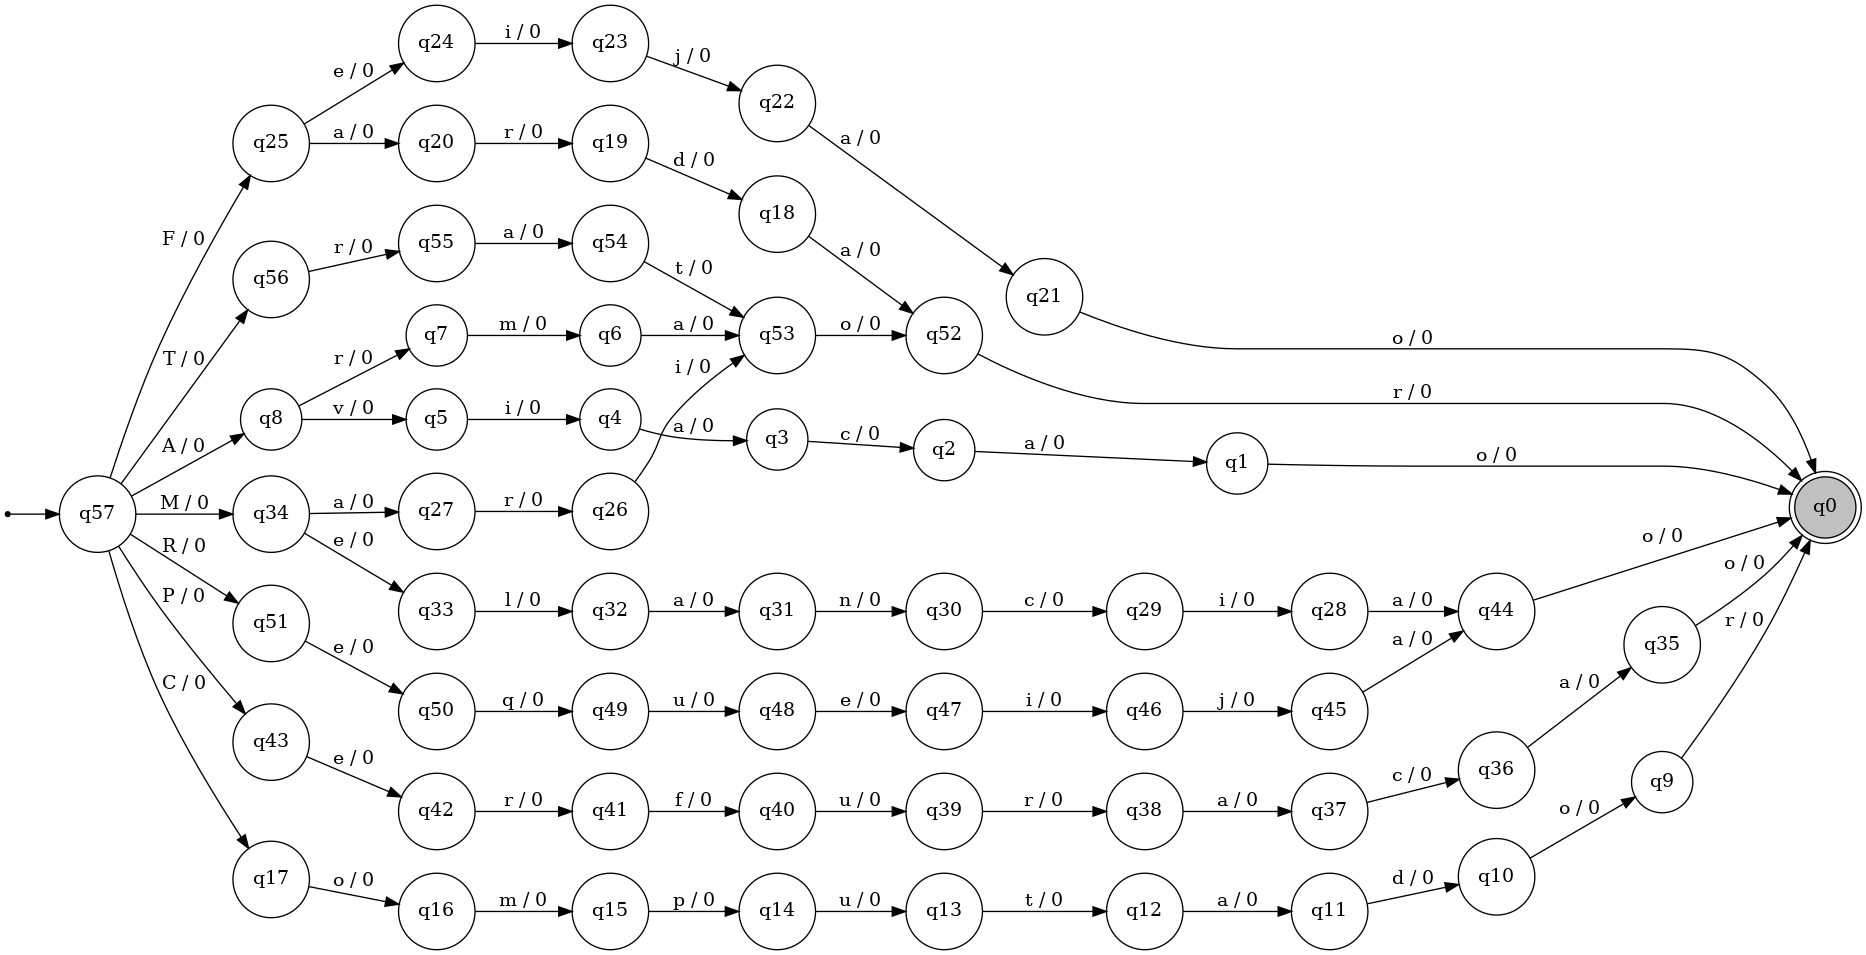 q24 i / 0 q23 j / 0 q22
e / 0 a / 0
q25 a / 0 q20 r / 0 q19 d / 0 q18
F / 0 q56 r / 0 q55 a / 0 q54 t / 0 a / 0 q21
T / 0 q7 m / 0 q6 a / 0 q53 o / 0 q52 o / 0
r / 0 i / 0 r / 0
A / 0 q8 v / 0 q5 i / 0 q4 a / 0 q3 c / 0 q2 a / 0 q1 o / 0
q57 M / 0 q34 a / 0 q27 r / 0 q26 q0
R / 0 e / 0 o / 0
P / 0 q51 q33 l / 0 q32 a / 0 q31 n / 0 q30 c / 0 q29 i / 0 q28 a / 0 q44 o / 0
C / 0 e / 0 a / 0 q35 r / 0
q43 q50 q / 0 q49 u / 0 q48 e / 0 q47 i / 0 q46 j / 0 q45 a / 0
e / 0 c / 0 q36 q9
q42 r / 0 q41 f / 0 q40 u / 0 q39 r / 0 q38 a / 0 q37 o / 0
q17 o / 0 d / 0 q10
q16 m / 0 q15 p / 0 q14 u / 0 q13 t / 0 q12 a / 0 q11